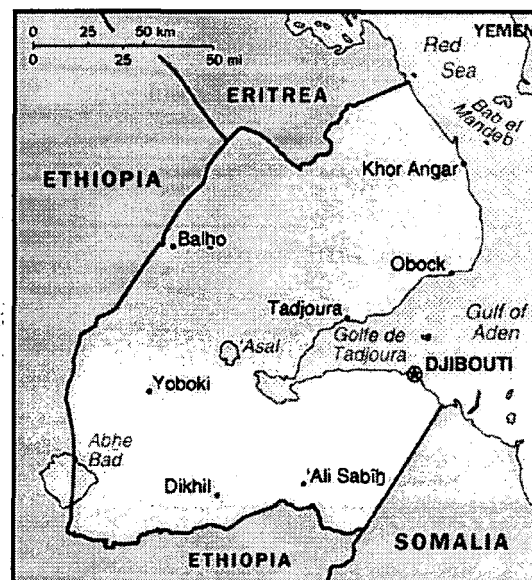 0 25 50 km
0 25 50 mi
Red
Sea
YEMEN
Bab el
Mandeb
ERITREA
Khor Angar
ETHIOPIA
Balho
Obock
Tadjoura
Gulf of
Aden
Golfe de
Tadjoura
'Asal
DJIBOUTI
Yoboki
Abhe
Bad
Dikhil
'Ali Sabîh
SOMALIA
ETHIOPIA